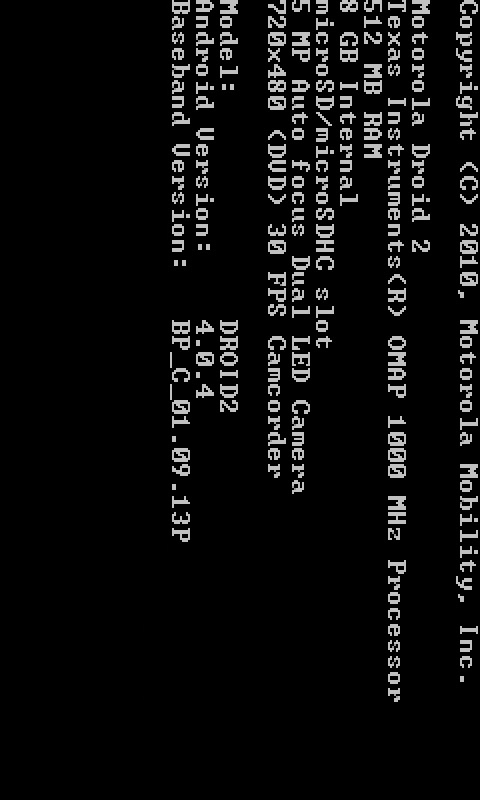 Copyright (C) 2010, Motorola Mobility, Inc.
Motorola Droid 2
Texas Instruments(R) OMAP 1000 MHz Processor
512 MB RAM
8 GB Internal
microSD/microSDHC slot
5 MP Auto focus Dual LED Camera
720x480 (DVD) 30 FPS Camcorder
Model: DROID2
Android Version: 4.0.4
Baseband Version: BP_C_01.09.13P